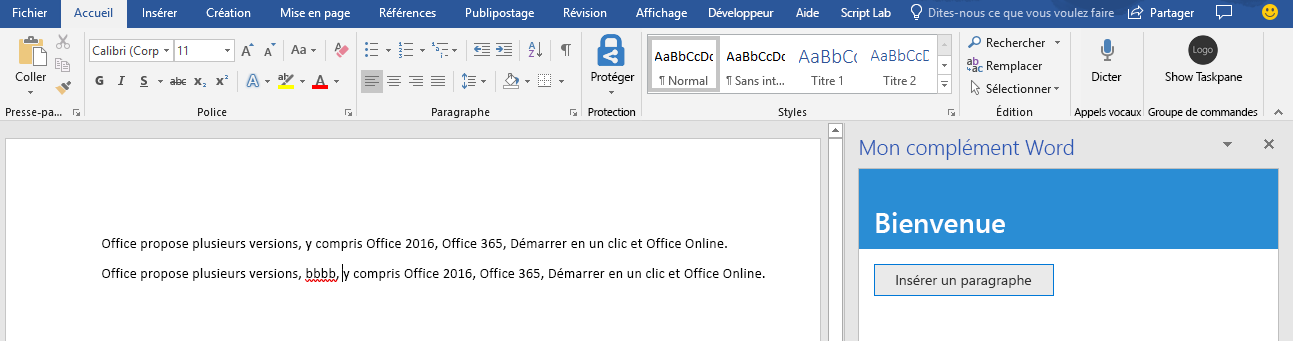 Fichier Accueil Insérer Création Mise en page Références Publipostage Révision Affichage Développeur Aide Script Lab Dites-nous ce que vous voulez faire Partager
Calibri (Corp 11 Aa AaBbCcDc AaBbCcDc AaBbCc AaBbCcD Rechercher Logo
Coller G I S abc x₂ x² A ab A Protéger ¶ Normal ¶ Sans int... Titre 1 Titre 2 Remplacer Dicter Show Taskpane
Sélectionner
Presse-pa... Police Paragraphe Protection Styles Édition Appels vocaux Groupe de commandes
Mon complément Word
Bienvenue
Office propose plusieurs versions, y compris Office 2016, Office 365, Démarrer en un clic et Office Online.
Office propose plusieurs versions, bbbb, y compris Office 2016, Office 365, Démarrer en un clic et Office Online.
Insérer un paragraphe